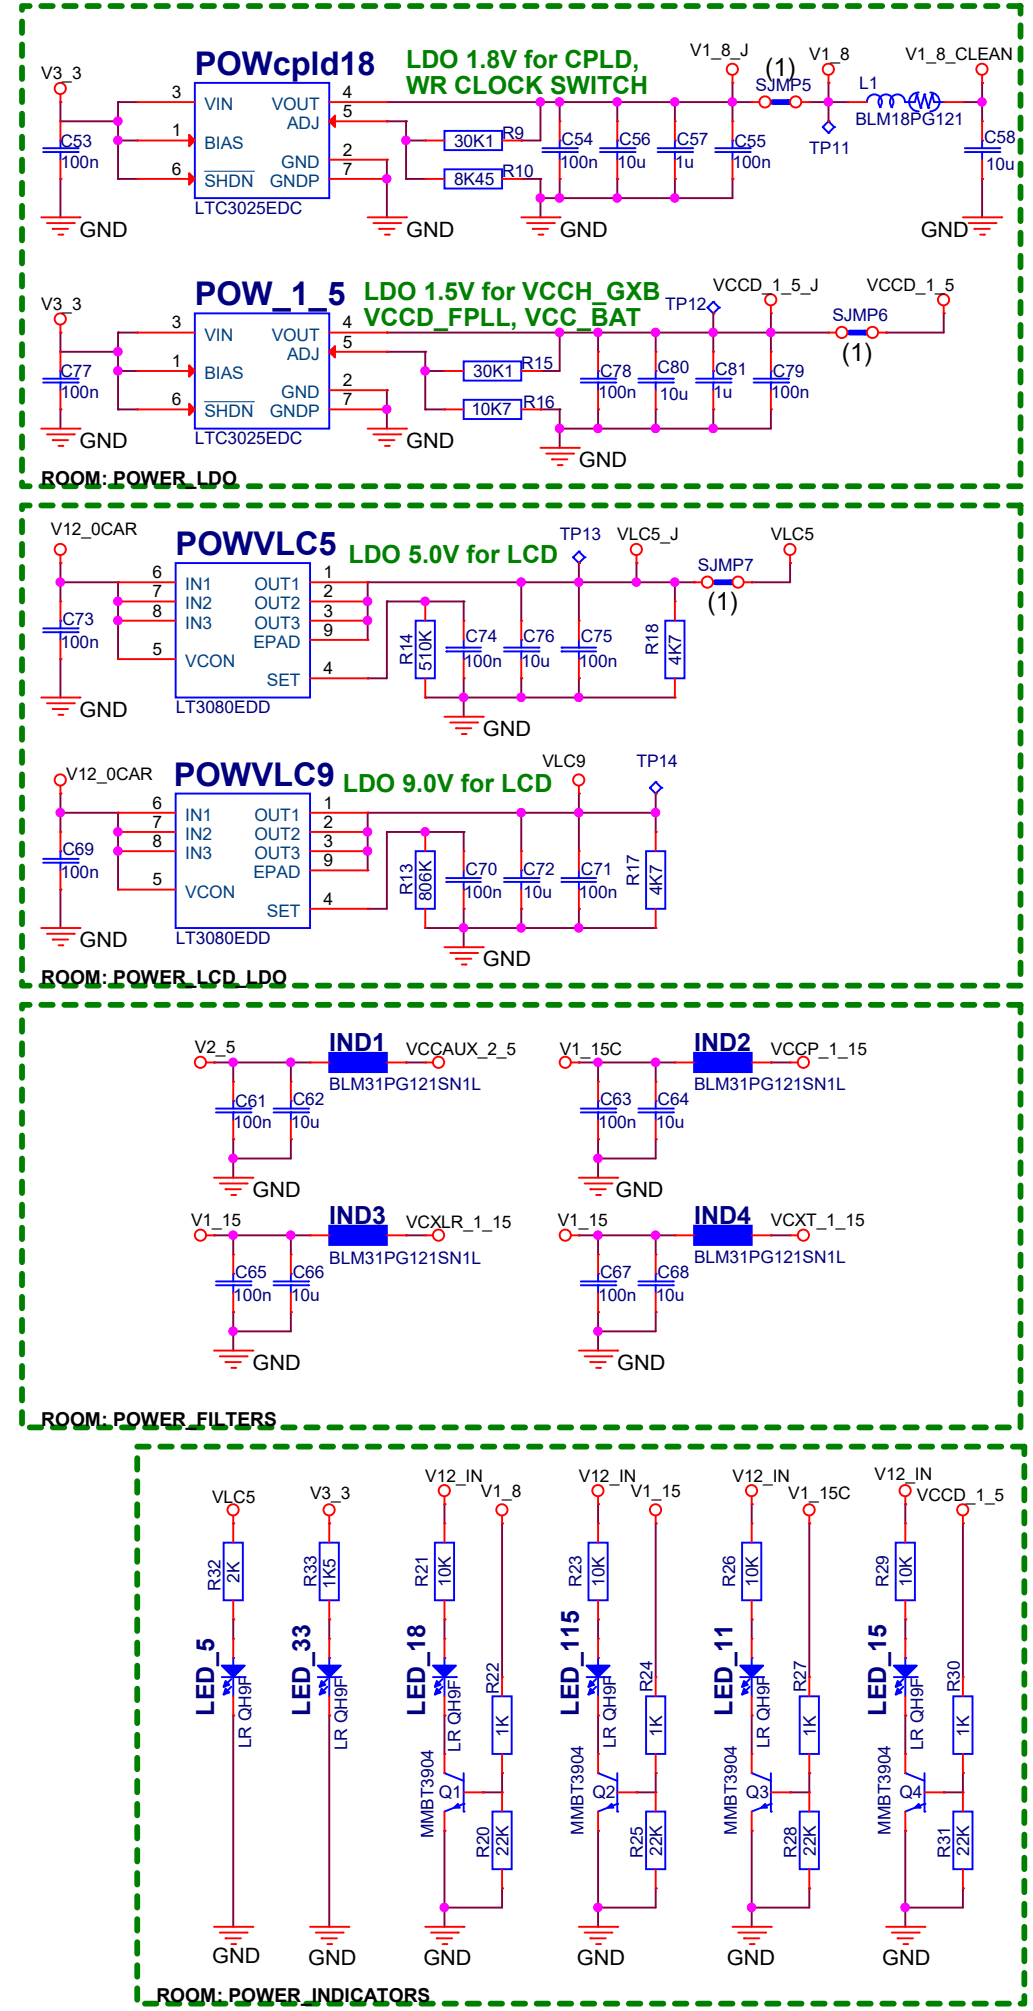 POWcpld18
LDO 1.8V for CPLD,
WR CLOCK SWITCH
V3_3
V1_8_J
(1)
SJMP5
V1_8
V1_8_CLEAN
L1
BLM18PG121
TP11
3 VIN VOUT 4
ADJ 5
1 BIAS
GND 2
6 SHDN GNDP 7
LTC3025EDC
C53
100n
30K1 R9
8K45 R10
C54
100n
C56
10u
C57
1u
C55
100n
C58
10u
GND GND GND GND
POW_1_5
LDO 1.5V for VCCH_GXB
VCCD_FPLL, VCC_BAT
V3_3
TP12
VCCD_1_5_J
VCCD_1_5
SJMP6
(1)
3 VIN VOUT 4
ADJ 5
1 BIAS
GND 2
6 SHDN GNDP 7
LTC3025EDC
C77
100n
30K1 R15
10K7 R16
C78
100n
C80
10u
C81
1u
C79
100n
GND GND GND
ROOM: POWER_LDO
V12_0CAR
POWVLC5
LDO 5.0V for LCD
TP13
VLC5_J
VLC5
SJMP7
(1)
6 IN1 OUT1 1
7 IN2 OUT2 2
8 IN3 OUT3 3
EPAD 9
5 VCON
SET 4
LT3080EDD
C73
100n
R14
510K
C74
100n
C76
10u
C75
100n
R18
4K7
GND GND
V12_0CAR
POWVLC9
LDO 9.0V for LCD
VLC9
TP14
6 IN1 OUT1 1
7 IN2 OUT2 2
8 IN3 OUT3 3
EPAD 9
5 VCON
SET 4
LT3080EDD
C69
100n
R13
806K
C70
100n
C72
10u
C71
100n
R17
4K7
GND GND
ROOM: POWER_LCD_LDO
V2_5
IND1
VCCAUX_2_5
BLM31PG121SN1L
C61
100n
C62
10u
GND
V1_15C
IND2
VCCP_1_15
BLM31PG121SN1L
C63
100n
C64
10u
GND
V1_15
IND3
VCXLR_1_15
BLM31PG121SN1L
C65
100n
C66
10u
GND
V1_15
IND4
VCXT_1_15
BLM31PG121SN1L
C67
100n
C68
10u
GND
ROOM: POWER_FILTERS
VLC5
R32
2K
LED_5
LR QH9F
GND
V3_3
R33
1K5
LED_33
LR QH9F
GND
V12_IN
V1_8
R21
10K
LED_18
LR QH9F
R22
1K
MMBT3904
Q1
R20
22K
GND
V12_IN
V1_15
R23
10K
LED_115
LR QH9F
R24
1K
MMBT3904
Q2
R25
22K
GND
V12_IN
V1_15C
R26
10K
LED_11
LR QH9F
R27
1K
MMBT3904
Q3
R28
22K
GND
V12_IN
VCCD_1_5
R29
10K
LED_15
LR QH9F
R30
1K
MMBT3904
Q4
R31
22K
GND
ROOM: POWER_INDICATORS